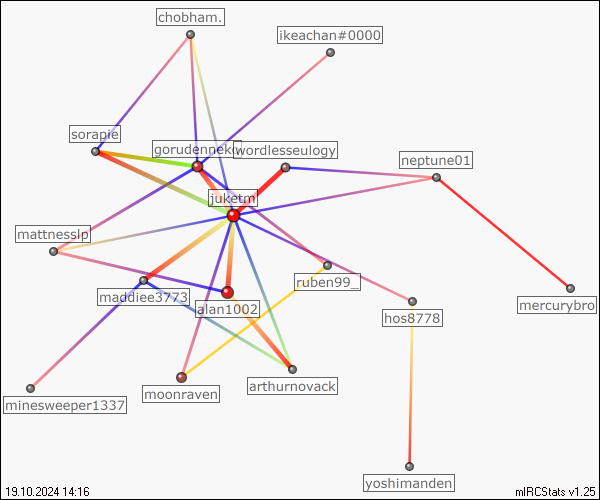 chobham.
ikeachan#0000
sorapie
wordlesseulogy
neptune01
juketm
mattnesslp
ruben99_
maddiee3773
alan1002
mercurybro
hos8778
moonraven
arthurnovack
minesweeper1337
yoshimanden
19.10.2024 14:16
mIRCStats v1.25